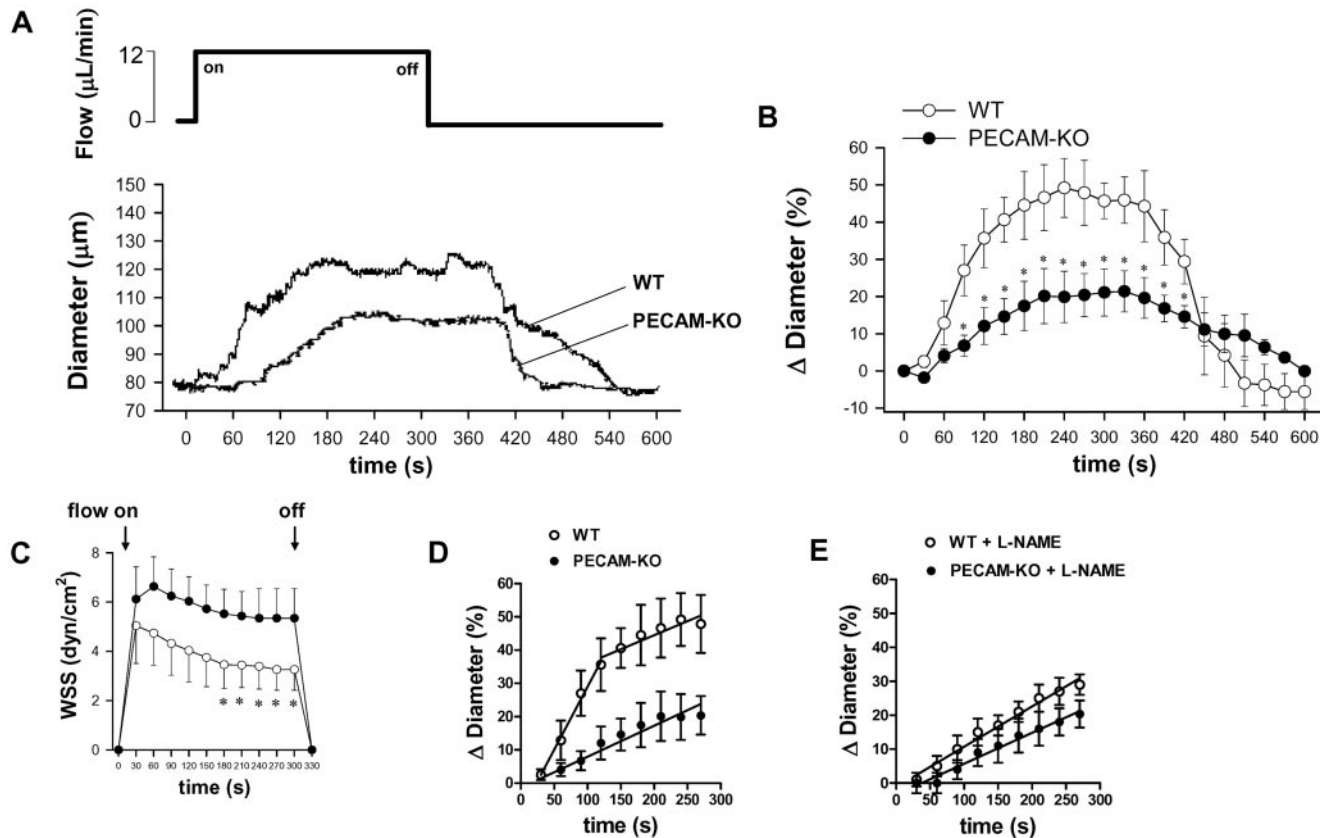 A
Flow (μL/min)
12
0
on
off
Diameter (μm)
150
140
130
120
110
100
90
80
70
WT
PECAM-KO
0 60 120 180 240 300 360 420 480 540 600
time (s)
B
WT
PECAM-KO
Δ Diameter (%)
60
50
40
30
20
10
0
-10
* * * * * * * * * * * *
0 60 120 180 240 300 360 420 480 540 600
time (s)
C
flow on
off
WSS (dyn/cm²)
8
6
4
2
0
* * * * *
0 30 60 90 120 150 180 210 240 270 300 330
time (s)
D
WT
PECAM-KO
Δ Diameter (%)
60
50
40
30
20
10
0
0 50 100 150 200 250 300
time (s)
E
WT + L-NAME
PECAM-KO + L-NAME
Δ Diameter (%)
60
50
40
30
20
10
0
0 50 100 150 200 250 300
time (s)